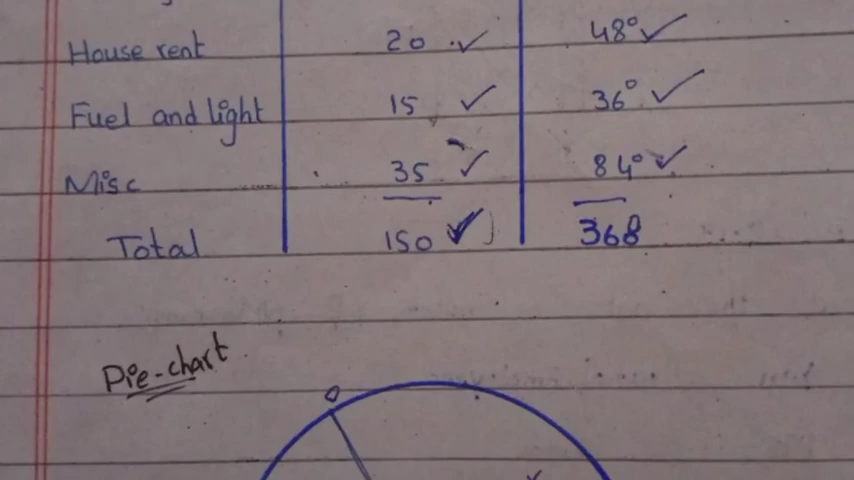 House rent 20 48°
Fuel and light 15 36°
Misc 35 84°
Total 150 368
Pie-chart